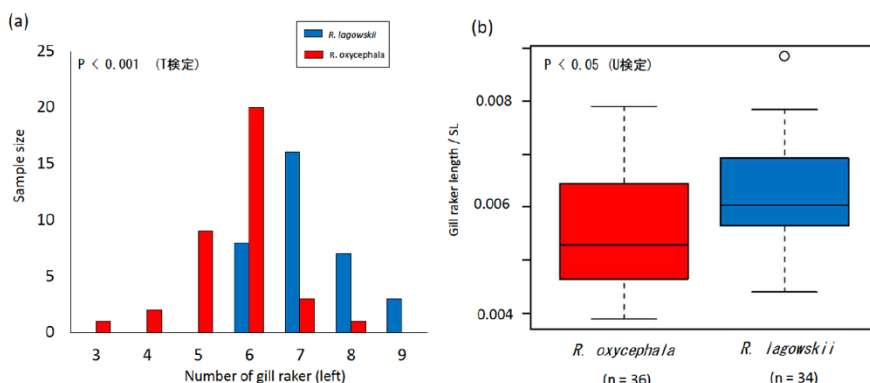 (a)
R. lagowskii
R. oxycephala
P < 0.001 (T検定)
Sample size
25
20
15
10
5
0
3 4 5 6 7 8 9
Number of gill raker (left)
(b)
P < 0.05 (U検定)
Gill raker length / SL
0.008
0.006
0.004
R. oxycephala
(n = 36)
R. lagowskii
(n = 34)